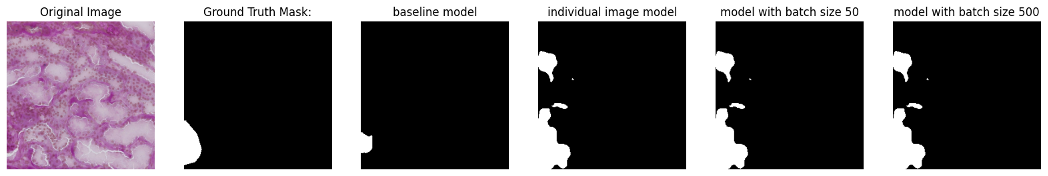 Original Image
Ground Truth Mask:
baseline model
individual image model
model with batch size 50
model with batch size 500